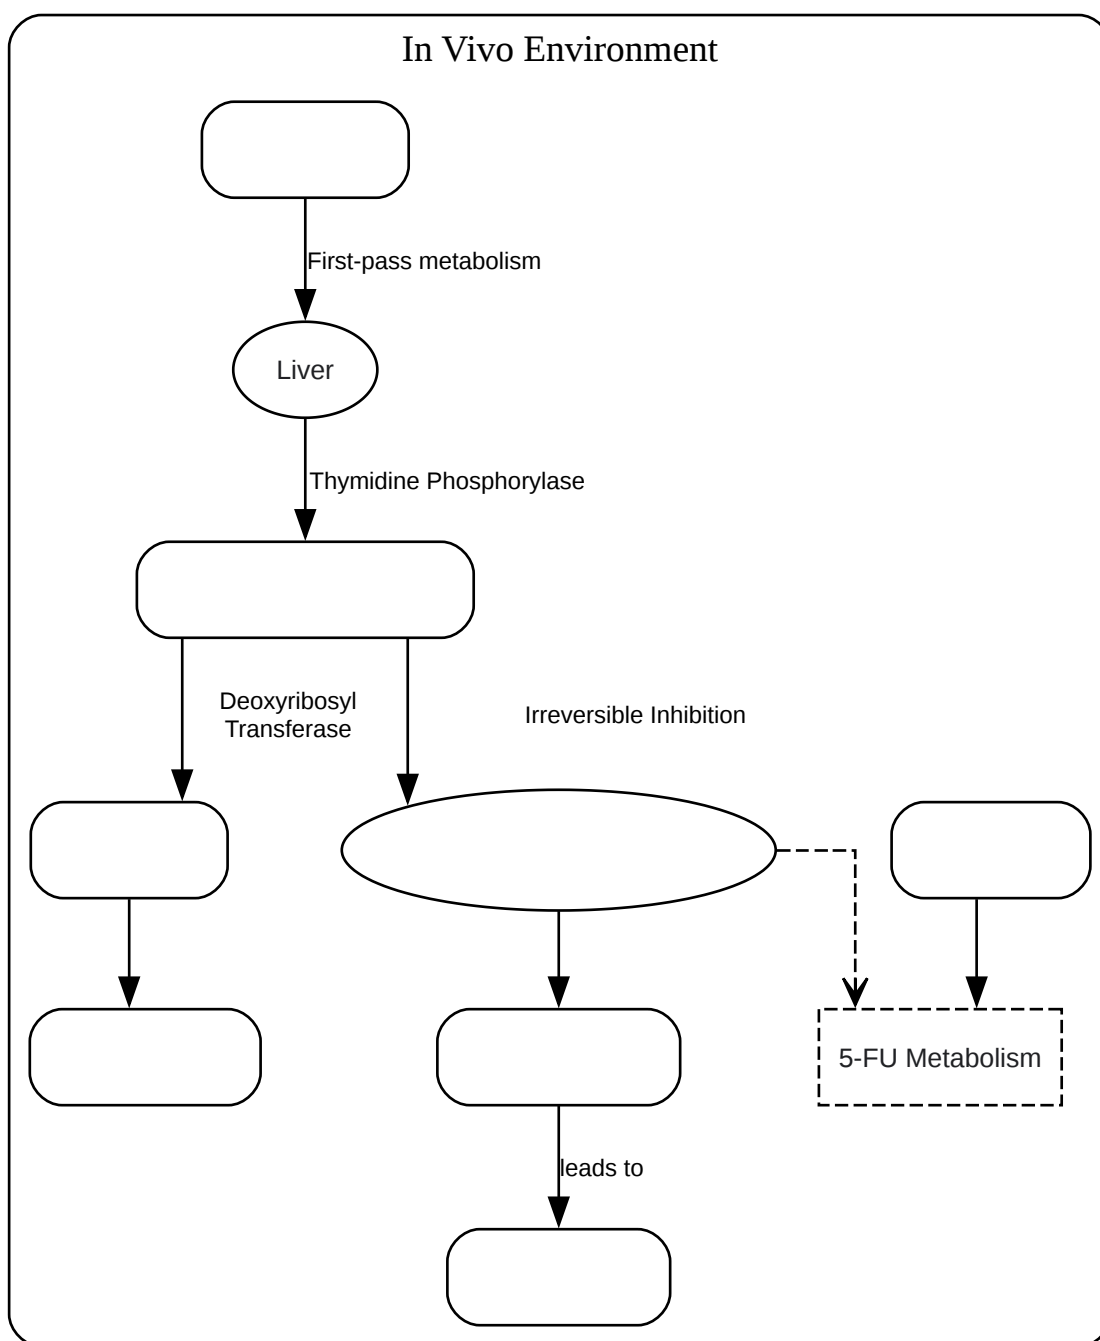 In Vivo Environment
First-pass metabolism
Liver
Thymidine Phosphorylase
Deoxyribosyl
Transferase
Irreversible Inhibition
5-FU Metabolism
leads to